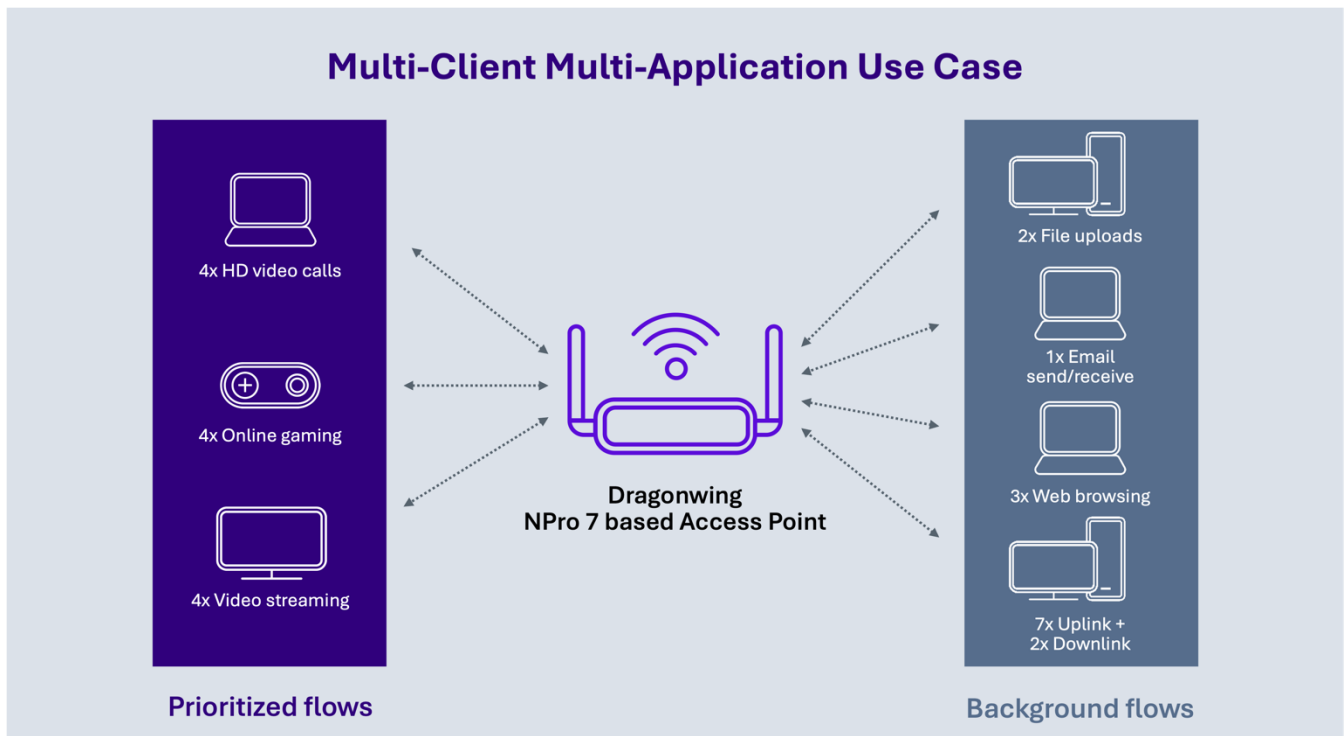 Multi-Client Multi-Application Use Case
4x HD video calls
4x Online gaming
4x Video streaming
Prioritized flows
Dragonwing
NPro 7 based Access Point
2x File uploads
1x Email
send/receive
3x Web browsing
7x Uplink +
2x Downlink
Background flows